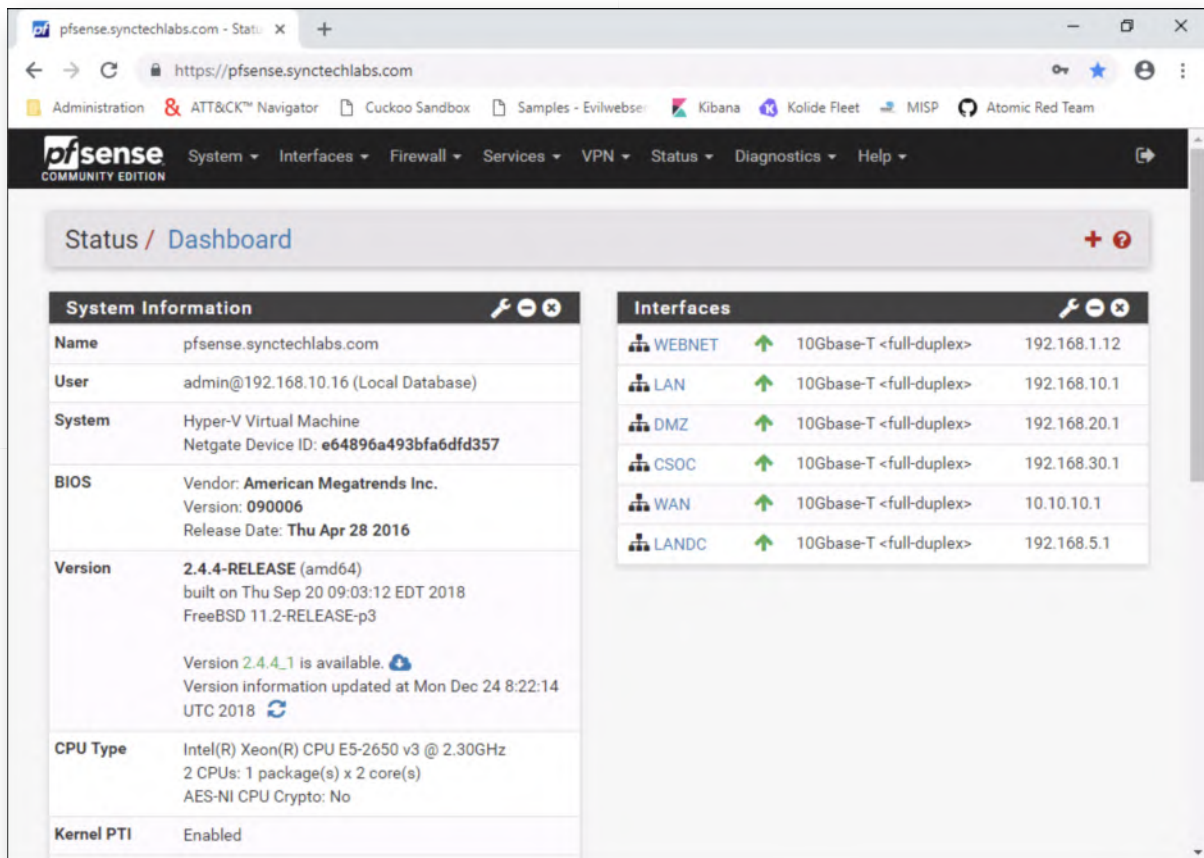 pfsense.synctechlabs.com - Statu
https://pfsense.synctechlabs.com
Administration ATT&CK™ Navigator Cuckoo Sandbox Samples - Evilwebser Kibana Kolide Fleet MISP Atomic Red Team
pfsense System Interfaces Firewall Services VPN Status Diagnostics Help
COMMUNITY EDITION
Status / Dashboard
System Information
Name pfsense.synctechlabs.com
User admin@192.168.10.16 (Local Database)
System Hyper-V Virtual Machine
Netgate Device ID: e64896a493bfa6dfd357
BIOS Vendor: American Megatrends Inc.
Version: 090006
Release Date: Thu Apr 28 2016
Version 2.4.4-RELEASE (amd64)
built on Thu Sep 20 09:03:12 EDT 2018
FreeBSD 11.2-RELEASE-p3
Version 2.4.4_1 is available.
Version information updated at Mon Dec 24 8:22:14
UTC 2018
CPU Type Intel(R) Xeon(R) CPU E5-2650 v3 @ 2.30GHz
2 CPUs: 1 package(s) x 2 core(s)
AES-NI CPU Crypto: No
Kernel PTI Enabled
Interfaces
WEBNET 10Gbase-T <full-duplex> 192.168.1.12
LAN 10Gbase-T <full-duplex> 192.168.10.1
DMZ 10Gbase-T <full-duplex> 192.168.20.1
CSOC 10Gbase-T <full-duplex> 192.168.30.1
WAN 10Gbase-T <full-duplex> 10.10.10.1
LANDC 10Gbase-T <full-duplex> 192.168.5.1